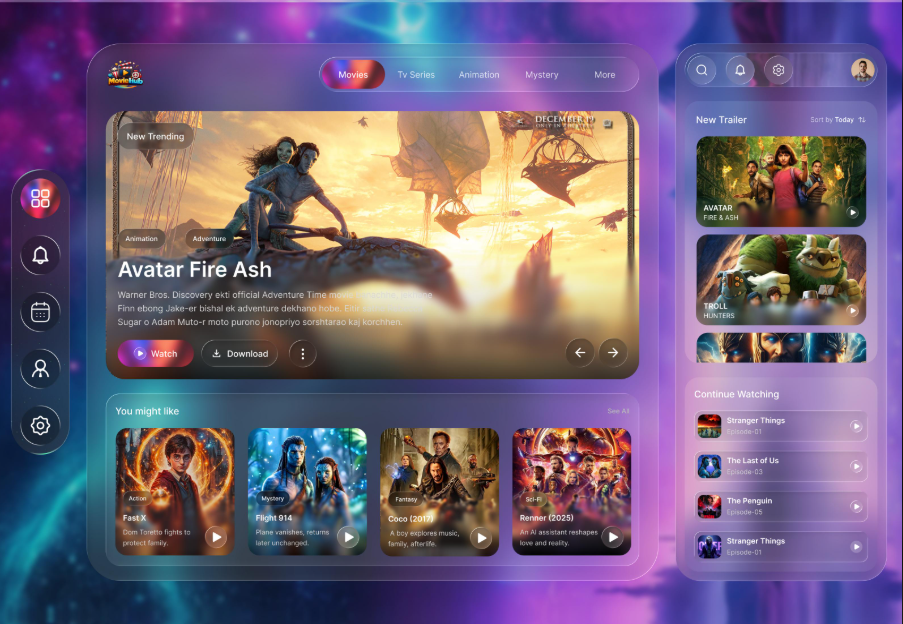 MovieHub
Movies
Tv Series
Animation
Mystery
More
DECEMBER 19
New Trending
Animation
Adventure
Avatar Fire Ash
Warner Bros. Discovery ekti official Adventure Time
Finn ebong Jake-er bishal ek adventure dekhano hobe.
Sugar o Adam Muto-r moto purono jonopriyo sorshtarao kaj korchhen.
Watch
Download
You might like
See All
Action
Fast X
Dom Toretto fights to
protect family.
Mystery
Flight 914
Plane vanishes, returns
later unchanged.
Fantasy
Coco (2017)
A boy explores music,
family, afterlife.
Sci-Fi
Renner (2025)
An AI assistant reshapes
love and reality.
New Trailer
Sort by Today
AVATAR
FIRE & ASH
TROLL
HUNTERS
Continue Watching
Stranger Things
Episode-01
The Last of Us
Episode-03
The Penguin
Episode-05
Stranger Things
Episode-01